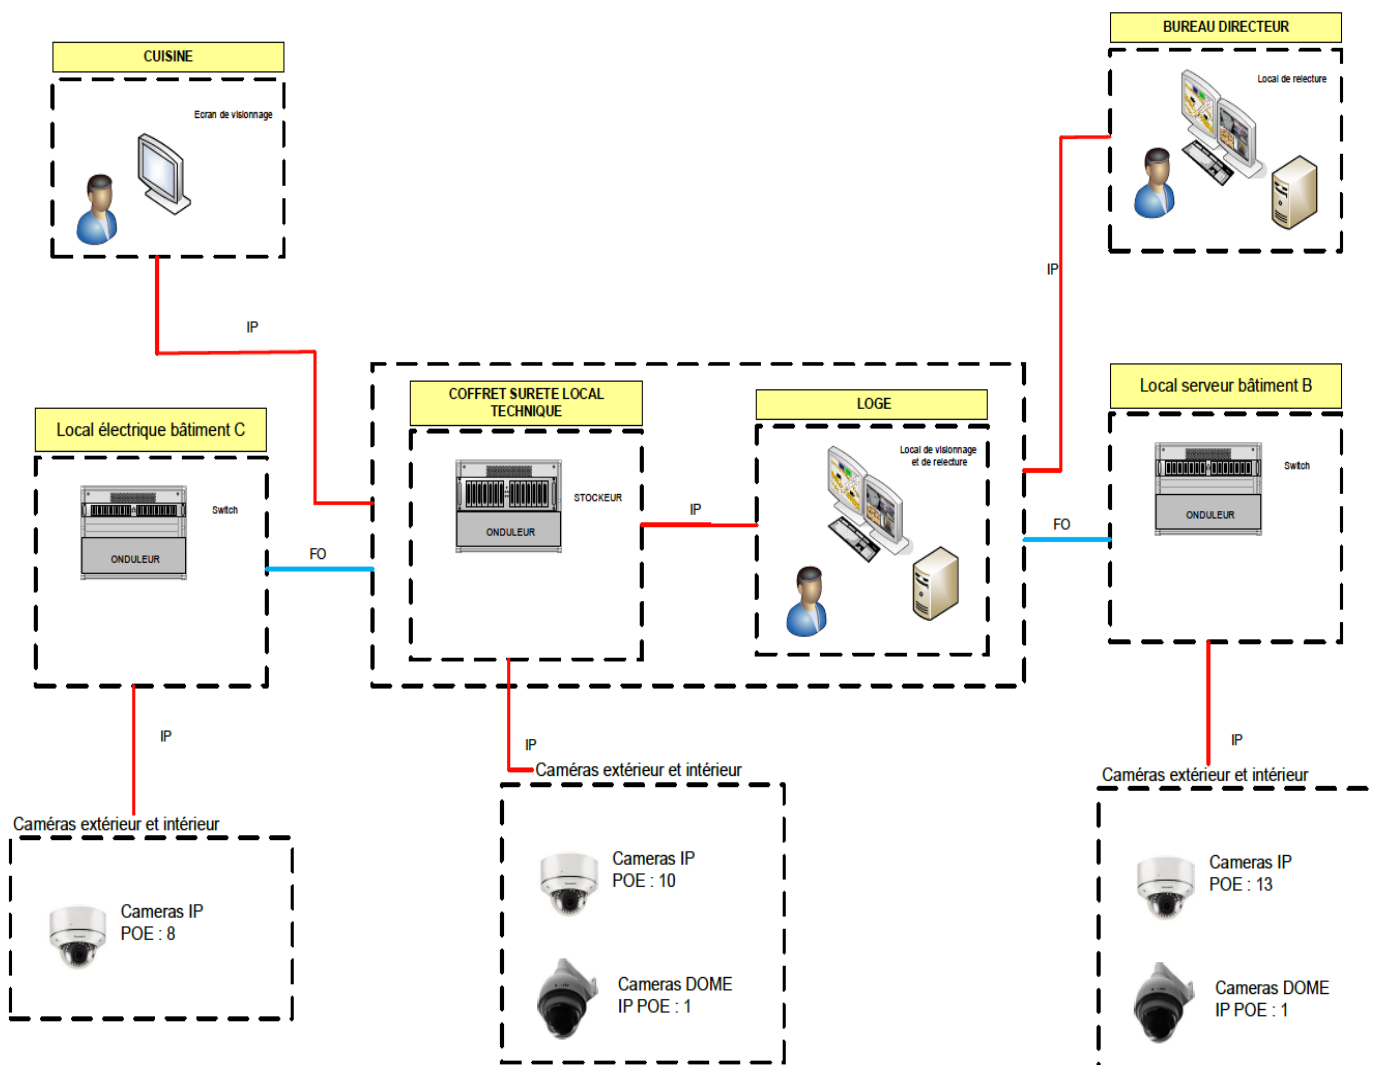 BUREAU DIRECTEUR
Local de relecture
CUISINE
Ecran de visionnage
IP
IP
COFFRET SURETE LOCAL
TECHNIQUE
STOCKEUR
ONDULEUR
IP
LOGE
Local de visionnage
et de relecture
Local serveur bâtiment B
Switch
ONDULEUR
FO
Local électrique bâtiment C
Switch
ONDULEUR
FO
IP
IP
IP
Caméras extérieur et intérieur
Cameras IP
POE : 8
Caméras extérieur et intérieur
Cameras IP
POE : 10
Cameras DOME
IP POE : 1
Caméras extérieur et intérieur
Cameras IP
POE : 13
Cameras DOME
IP POE : 1